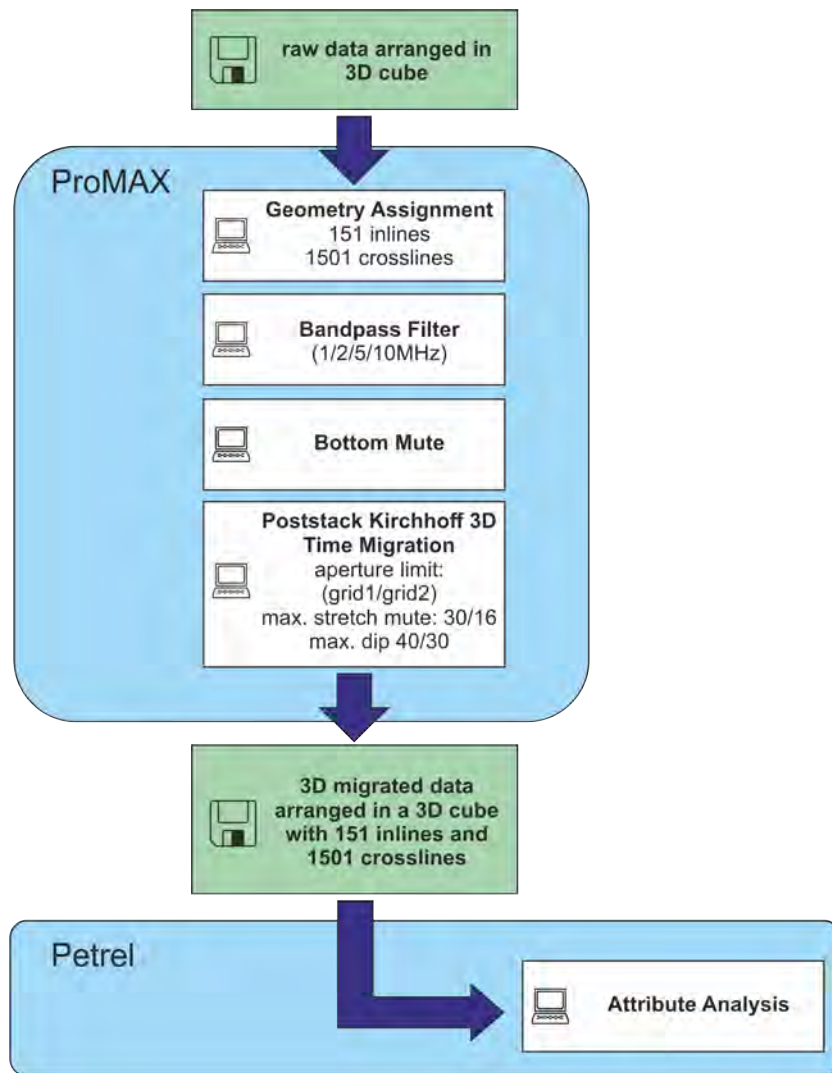 raw data arranged in
3D cube
ProMAX
Geometry Assignment
151 inlines
1501 crosslines
Bandpass Filter
(1/2/5/10MHz)
Bottom Mute
Poststack Kirchhoff 3D
Time Migration
aperture limit:
(grid1/grid2)
max. stretch mute: 30/16
max. dip 40/30
3D migrated data
arranged in a 3D cube
with 151 inlines and
1501 crosslines
Petrel
Attribute Analysis